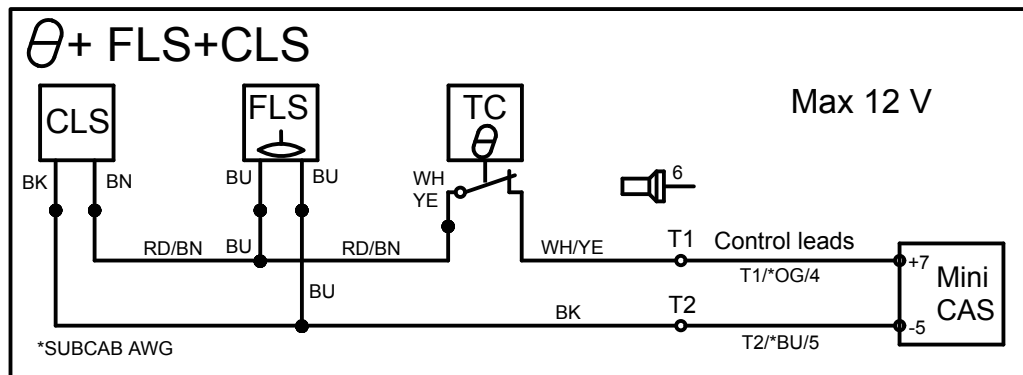 θ+ FLS+CLS
CLS
FLS
TC
θ
Max 12 V
BK
BN
BU
BU
WH
YE
6
RD/BN
BU
RD/BN
WH/YE
T1
Control leads
T1/*OG/4
+7
Mini
CAS
BU
BK
T2
T2/*BU/5
-5
*SUBCAB AWG